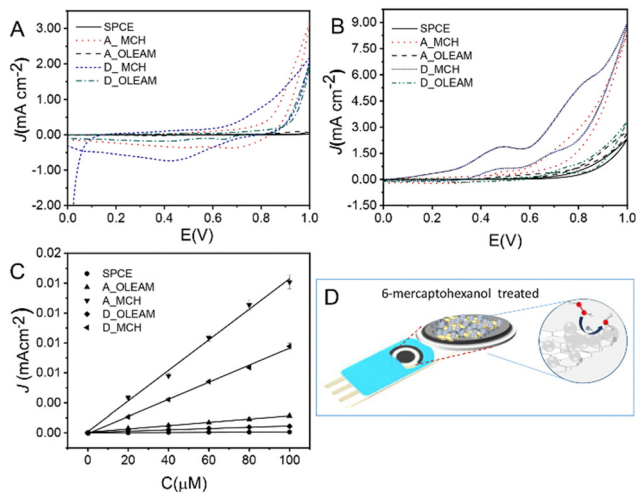 A
SPCE
A_ MCH
A_OLEAM
D_ MCH
D_OLEAM
J(mA cm-2)
3.00
2.00
1.00
0.00
-1.00
-2.00
0.0 0.2 0.4 0.6 0.8 1.0
E(V)
B
SPCE
A_MCH
A_OLEAM
D_MCH
D_OLEAM
J(mA cm-2)
9.00
7.50
6.00
4.50
3.00
1.50
0.00
-1.50
0.0 0.2 0.4 0.6 0.8 1.0
E(V)
C
SPCE
A_OLEAM
A_MCH
D_OLEAM
D_MCH
J (mAcm-2)
0.02
0.01
0.01
0.01
0.00
0.00
0 20 40 60 80 100
C(μM)
D
6-mercaptohexanol treated